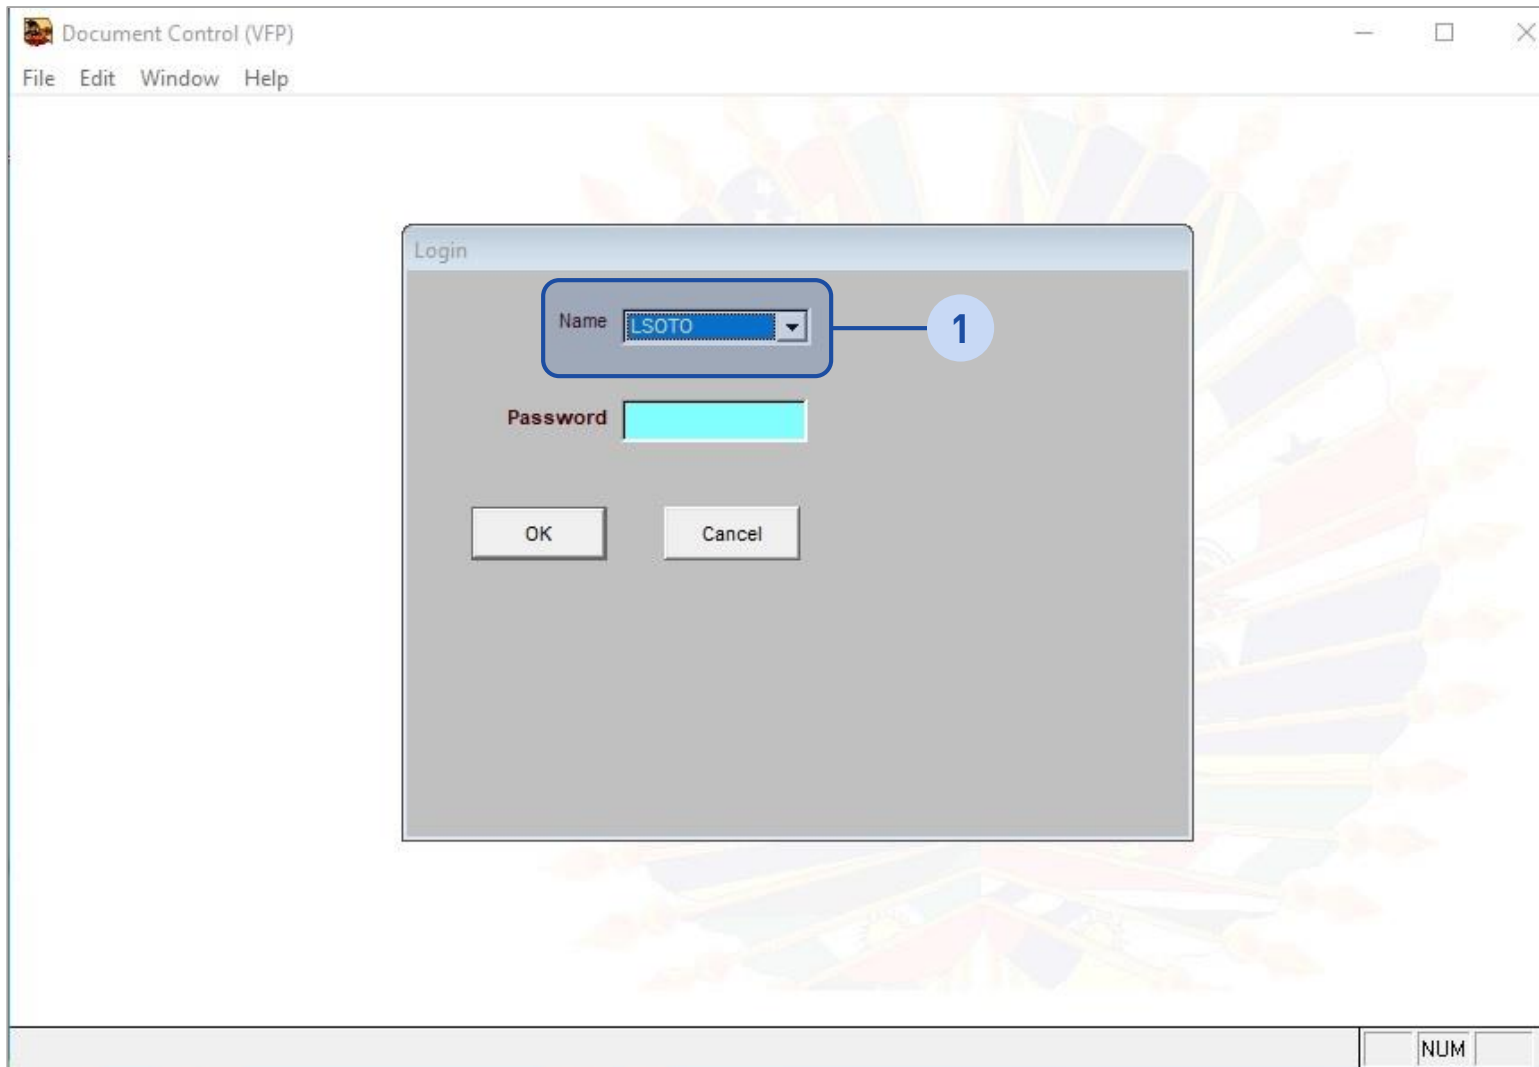 Document Control (VFP)
File Edit Window Help
Login
Name LSOTO
1
Password
OK Cancel
NUM